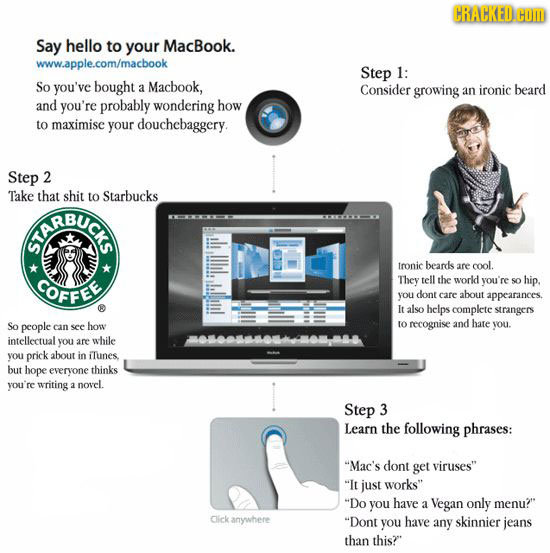 CRACKED.com
Say hello to your MacBook.
www.apple.com/macbook
So you've bought a Macbook,
and you're probably wondering how
to maximise your douchebaggery.
Step 1:
Consider growing an ironic beard
Ironic beards are cool.
They tell the world you're so hip,
you dont care about appearances.
It also helps complete strangers
to recognise and hate you.
Step 2
Take that shit to Starbucks
STARBUCKS
COFFEE
®
So people can see how
intellectual you are while
you prick about in iTunes,
but hope everyone thinks
you're writing a novel.
MacBook
Step 3
Learn the following phrases:
"Mac's dont get viruses"
"It just works"
"Do you have a Vegan only menu?"
"Dont you have any skinnier jeans
than this?"
Click anywhere